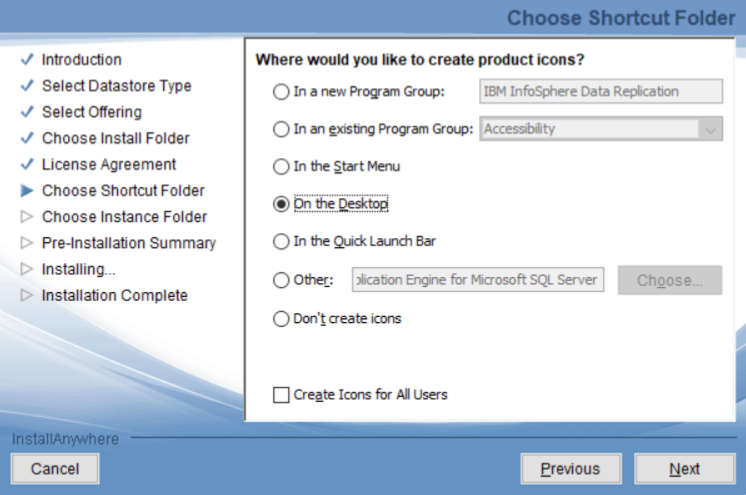 Choose Shortcut Folder
Introduction
Select Datastore Type
Select Offering
Choose Install Folder
License Agreement
Choose Shortcut Folder
Choose Instance Folder
Pre-Installation Summary
Installing...
Installation Complete
Where would you like to create product icons?
In a new Program Group: IBM InfoSphere Data Replication
In an existing Program Group: Accessibility
In the Start Menu
On the Desktop
In the Quick Launch Bar
Other: plication Engine for Microsoft SQL Server Choose...
Don't create icons
Create Icons for All Users
InstallAnywhere
Cancel Previous Next